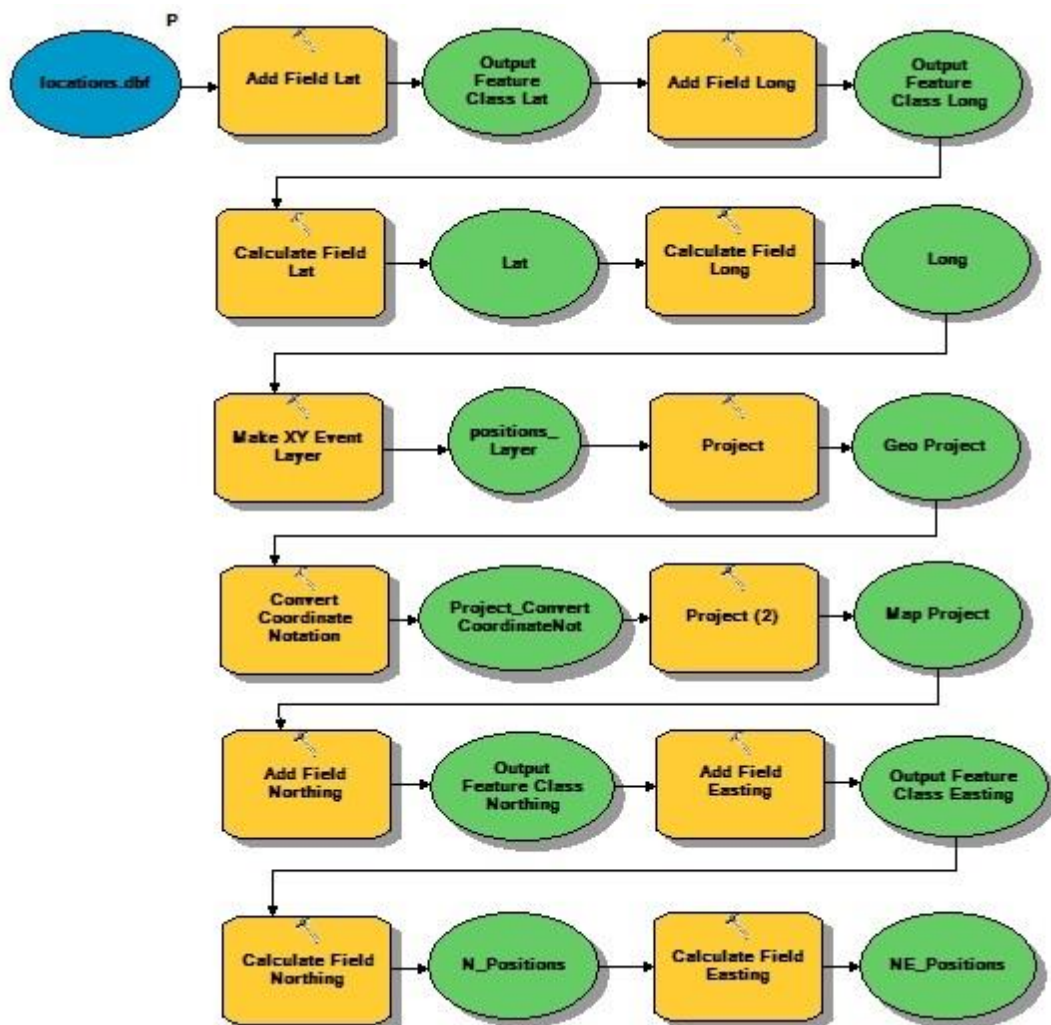 P
locations.dbf
Add Field Lat
Output
Feature
Class Lat
Add Field Long
Output
Feature
Class Long
Calculate Field
Lat
Lat
Calculate Field
Long
Long
Make XY Event
Layer
positions_
Layer
Project
Geo Project
Convert
Coordinate
Notation
Project_Convert
CoordinateNot
Project (2)
Map Project
Add Field
Northing
Output
Feature Class
Northing
Add Field
Easting
Output Feature
Class Easting
Calculate Field
Northing
N_Positions
Calculate Field
Easting
NE_Positions